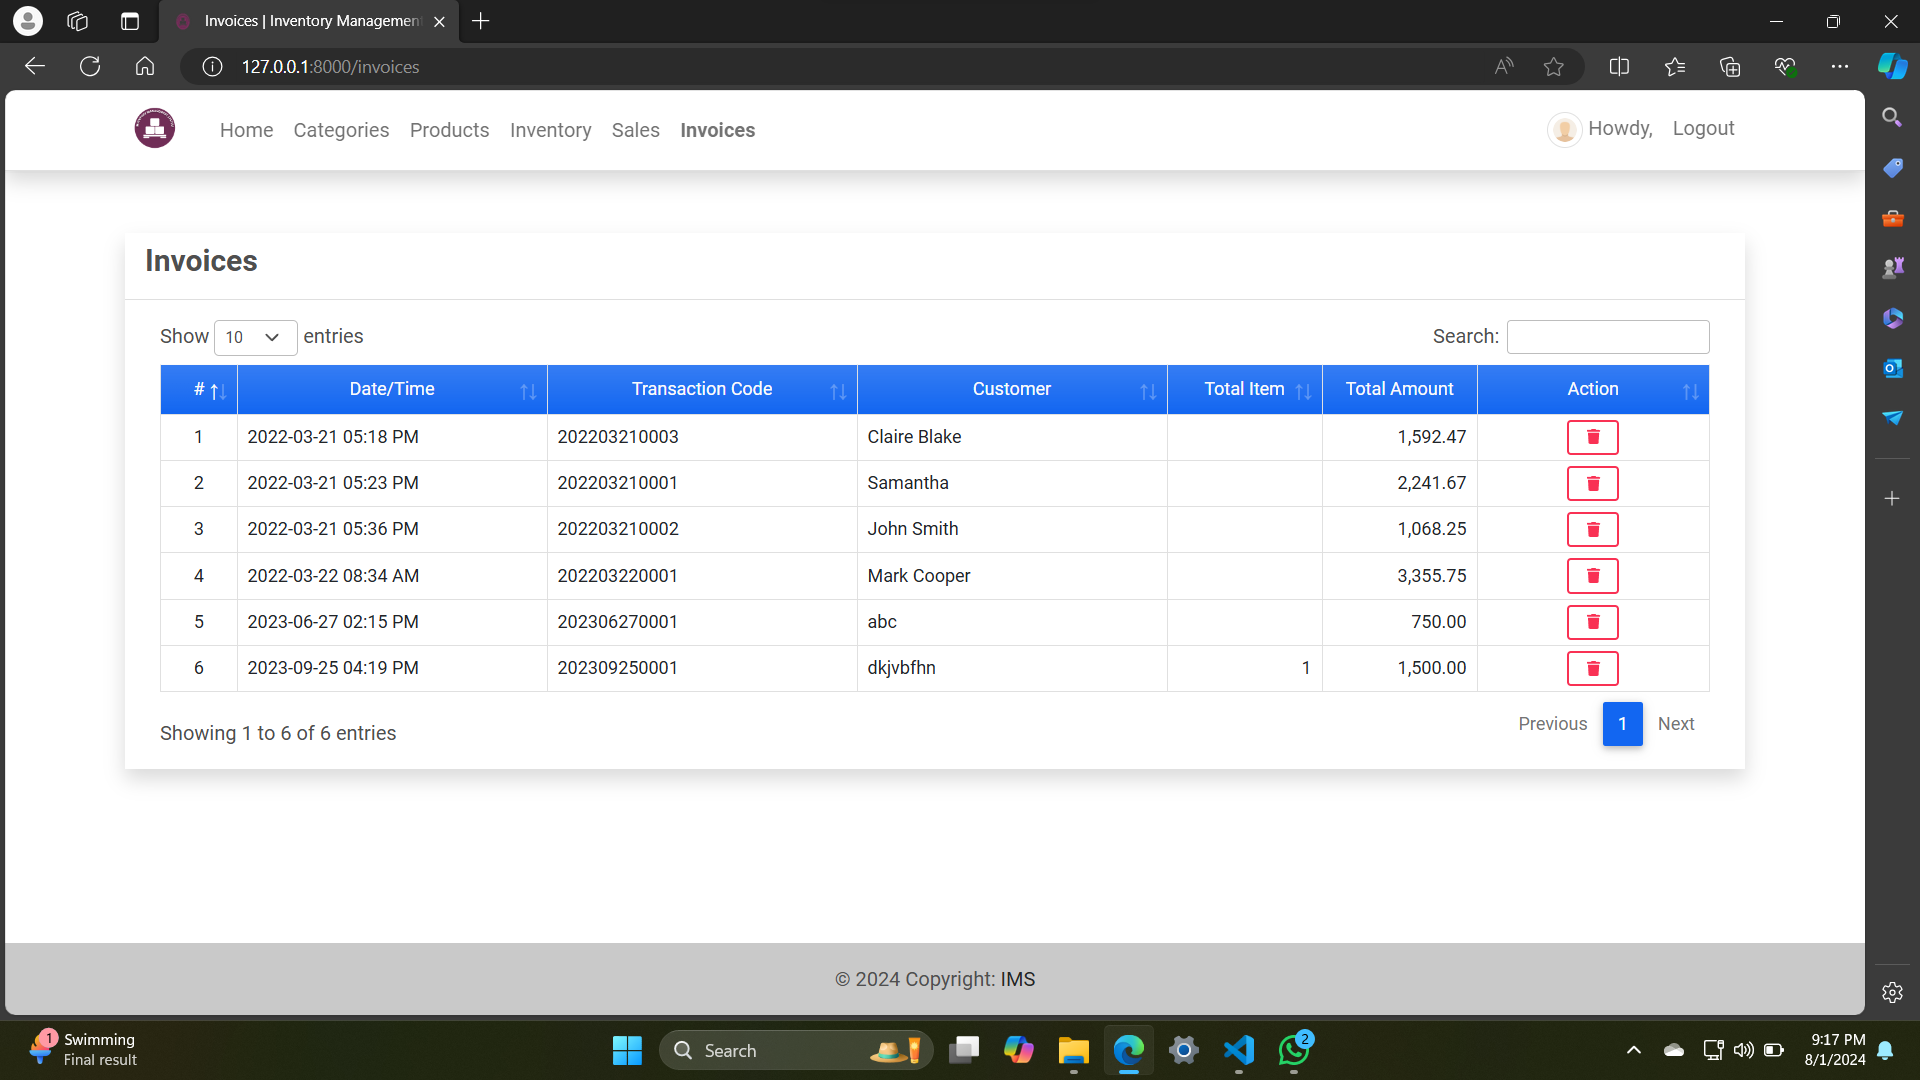 Invoices | Inventory Managemen
127.0.0.1:8000/invoices
Home Categories Products Inventory Sales Invoices Howdy, Logout
Invoices
Show 10 entries Search:
# Date/Time Transaction Code Customer Total Item Total Amount Action
1 2022-03-21 05:18 PM 202203210003 Claire Blake 1,592.47
2 2022-03-21 05:23 PM 202203210001 Samantha 2,241.67
3 2022-03-21 05:36 PM 202203210002 John Smith 1,068.25
4 2022-03-22 08:34 AM 202203220001 Mark Cooper 3,355.75
5 2023-06-27 02:15 PM 202306270001 abc 750.00
6 2023-09-25 04:19 PM 202309250001 dkjvbfhn 1 1,500.00
Showing 1 to 6 of 6 entries Previous 1 Next
© 2024 Copyright: IMS
1 Swimming
Final result
Search
2
9:17 PM
8/1/2024